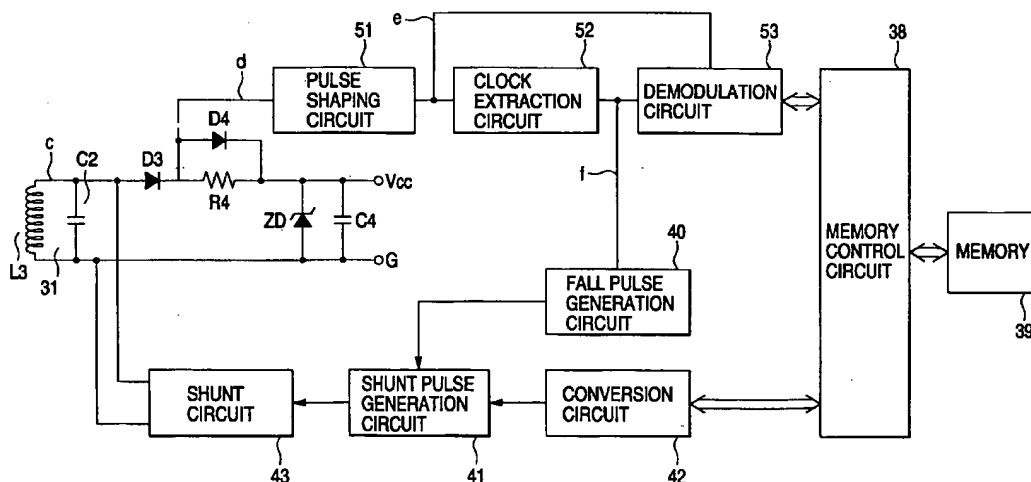 e
51
52
53
38
d
PULSE
SHAPING
CIRCUIT
CLOCK
EXTRACTION
CIRCUIT
DEMODULATION
CIRCUIT
D4
c
C2
D3
R4
Vcc
f
ZD
C4
L3
31
G
40
MEMORY
CONTROL
CIRCUIT
MEMORY
39
FALL PULSE
GENERATION
CIRCUIT
SHUNT
CIRCUIT
SHUNT PULSE
GENERATION
CIRCUIT
CONVERSION
CIRCUIT
43
41
42